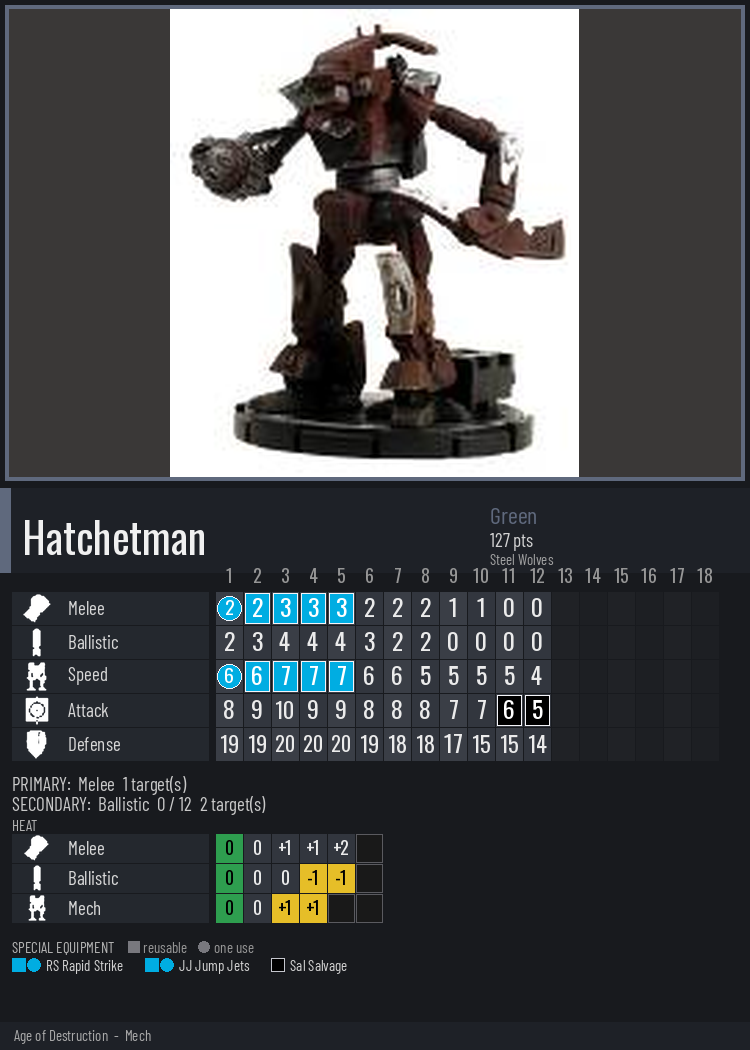 Hatchetman
Green
127 pts
Steel Wolves
1 2 3 4 5 6 7 8 9 10 11 12 13 14 15 16 17 18
Melee 2 2 3 3 3 2 2 2 1 1 0 0
Ballistic 2 3 4 4 4 3 2 2 0 0 0 0
Speed 6 6 7 7 7 6 6 5 5 5 5 4
Attack 8 9 10 9 9 8 8 8 7 7 6 5
Defense 19 19 20 20 20 19 18 18 17 15 15 14
PRIMARY: Melee 1 target(s)
SECONDARY: Ballistic 0 / 12 2 target(s)
HEAT
Melee 0 0 +1 +1 +2
Ballistic 0 0 0 -1 -1
Mech 0 0 +1 +1
SPECIAL EQUIPMENT reusable one use
RS Rapid Strike JJ Jump Jets Sal Salvage
Age of Destruction - Mech